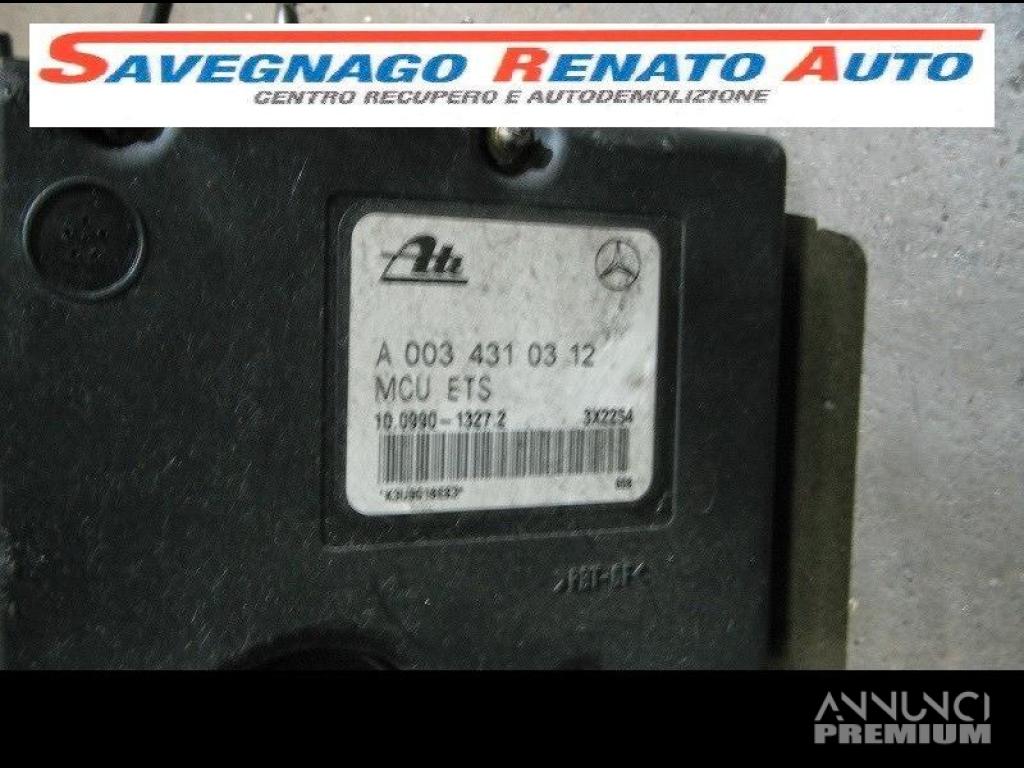 SAVEGNAGO RENATO AUTO
CENTRO RECUPERO E AUTODEMOLIZIONE
Ate
A 003 431 03 12
MCU ETS
10.0990-1327.2 3X22S4
ANNUNCI
PREMIUM